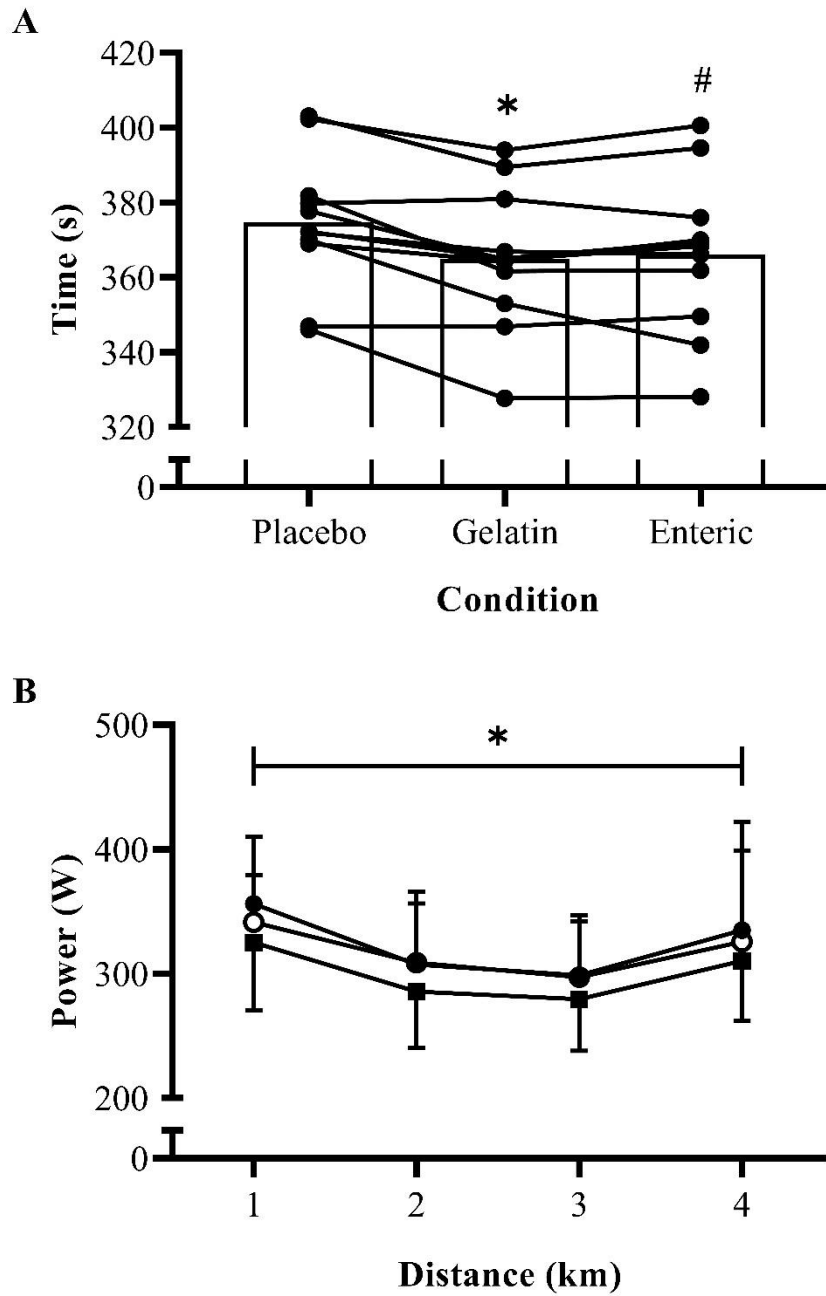 A
Time (s)
420
400
380
360
340
320
0
*
#
Placebo Gelatin Enteric
Condition
B
Power (W)
500
400
300
200
0
*
1 2 3 4
Distance (km)